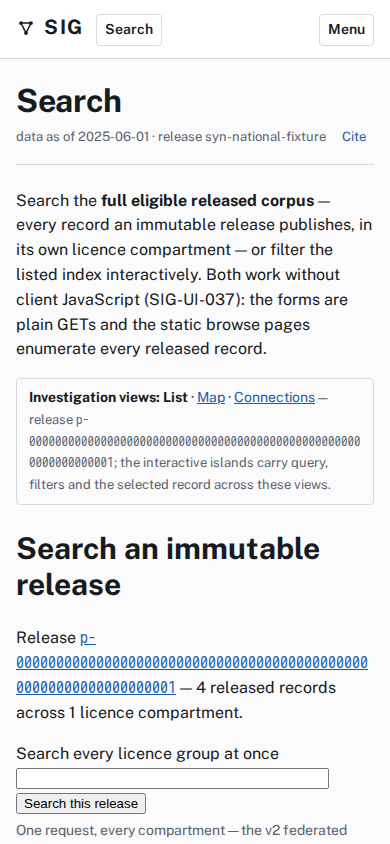 SIG Search Menu
Search
data as of 2025-06-01 · release syn-national-fixture Cite
Search the full eligible released corpus —
every record an immutable release publishes, in
its own licence compartment — or filter the
listed index interactively. Both work without
client JavaScript (SIG-UI-037): the forms are
plain GETs and the static browse pages
enumerate every released record.
Investigation views: List · Map · Connections —
release p-
000000000000000000000000000000000000000000000000000
0000000000001; the interactive islands carry query,
filters and the selected record across these views.
Search an immutable
release
Release p-
00000000000000000000000000000000000000000000
00000000000000000001 — 4 released records
across 1 licence compartment.
Search every licence group at once
Search this release
One request, every compartment — the v2 federated